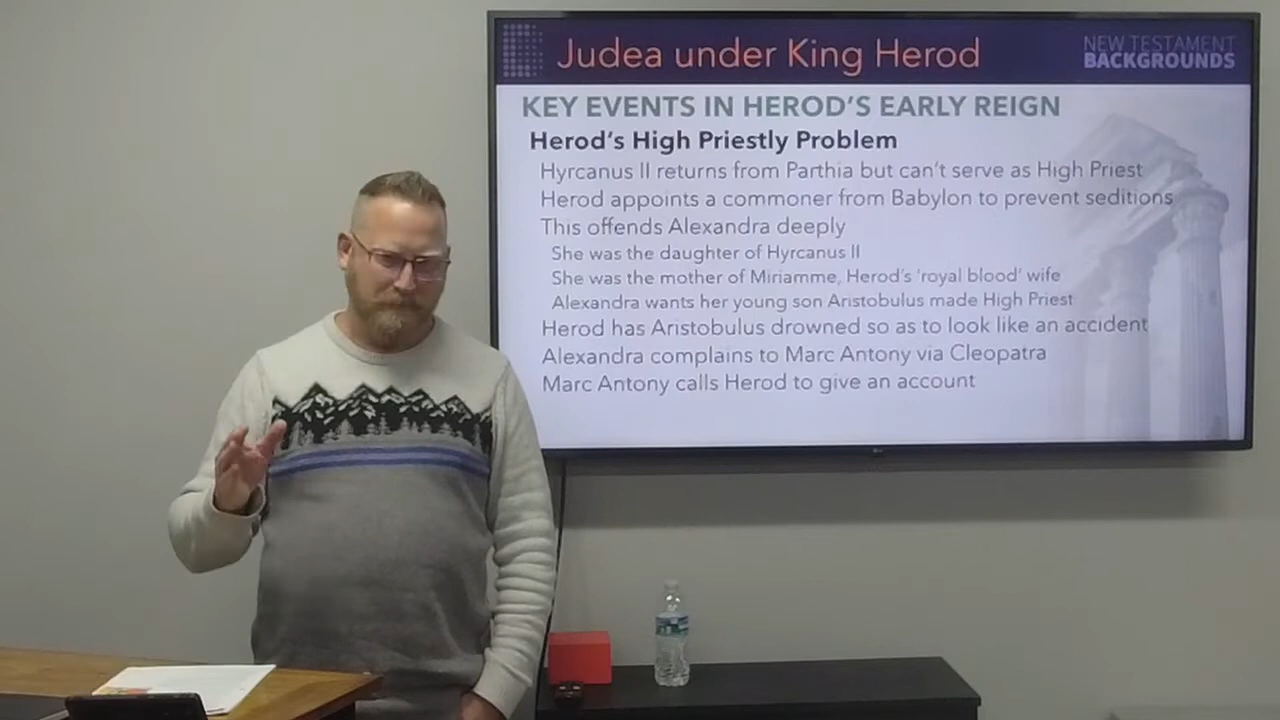 Judea under King Herod
NEW TESTAMENT
BACKGROUNDS
KEY EVENTS IN HEROD'S EARLY REIGN
Herod's High Priestly Problem
Hyrcanus II returns from Parthia but can't serve as High Priest
Herod appoints a commoner from Babylon to prevent seditions
This offends Alexandra deeply
She was the daughter of Hyrcanus II
She was the mother of Miriamme, Herod's 'royal blood' wife
Alexandra wants her young son Aristobulus made High Priest
Herod has Aristobulus drowned so as to look like an accident
Alexandra complains to Marc Antony via Cleopatra
Marc Antony calls Herod to give an account